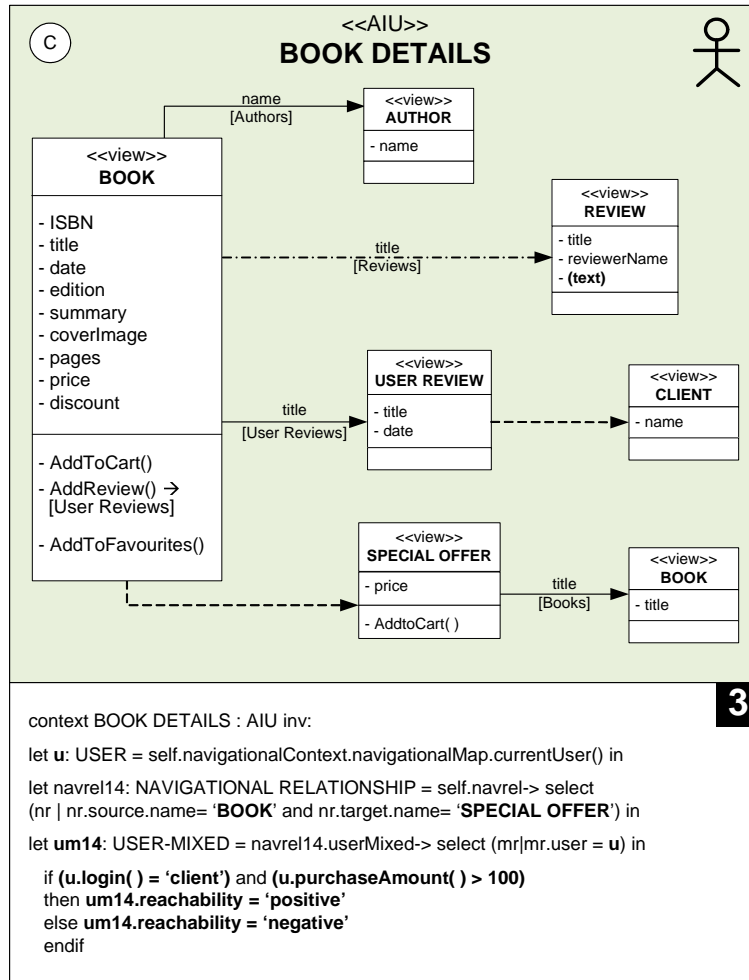 C
<<AIU>>
BOOK DETAILS
name
[Authors]
<<view>>
AUTHOR
- name
<<view>>
BOOK
- ISBN
- title
- date
- edition
- summary
- coverImage
- pages
- price
- discount
- AddToCart()
- AddReview() →
[User Reviews]
- AddToFavourites()
title
[Reviews]
<<view>>
REVIEW
- title
- reviewerName
- (text)
title
[User Reviews]
<<view>>
USER REVIEW
- title
- date
<<view>>
CLIENT
- name
<<view>>
SPECIAL OFFER
- price
- AddtoCart( )
title
[Books]
<<view>>
BOOK
- title
3
context BOOK DETAILS : AIU inv:
let u: USER = self.navigationalContext.navigationalMap.currentUser() in
let navrel14: NAVIGATIONAL RELATIONSHIP = self.navrel-> select
(nr | nr.source.name= ‘BOOK’ and nr.target.name= ‘SPECIAL OFFER’) in
let um14: USER-MIXED = navrel14.userMixed-> select (mr|mr.user = u) in
if (u.login( ) = ‘client’) and (u.purchaseAmount( ) > 100)
then um14.reachability = ‘positive’
else um14.reachability = ‘negative’
endif